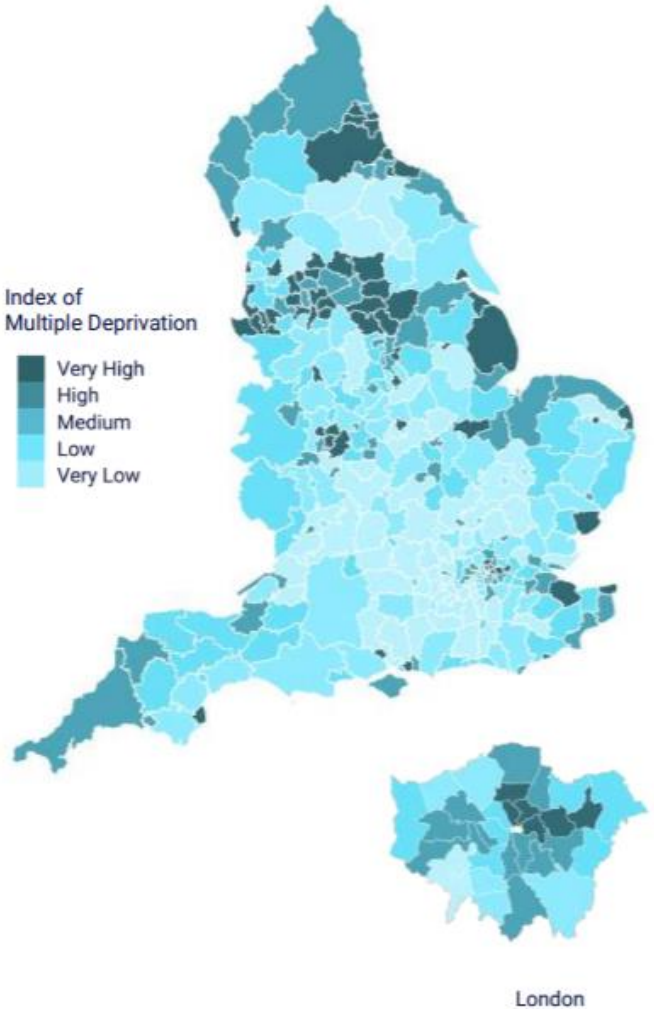 Index of
Multiple Deprivation
Very High
High
Medium
Low
Very Low
London